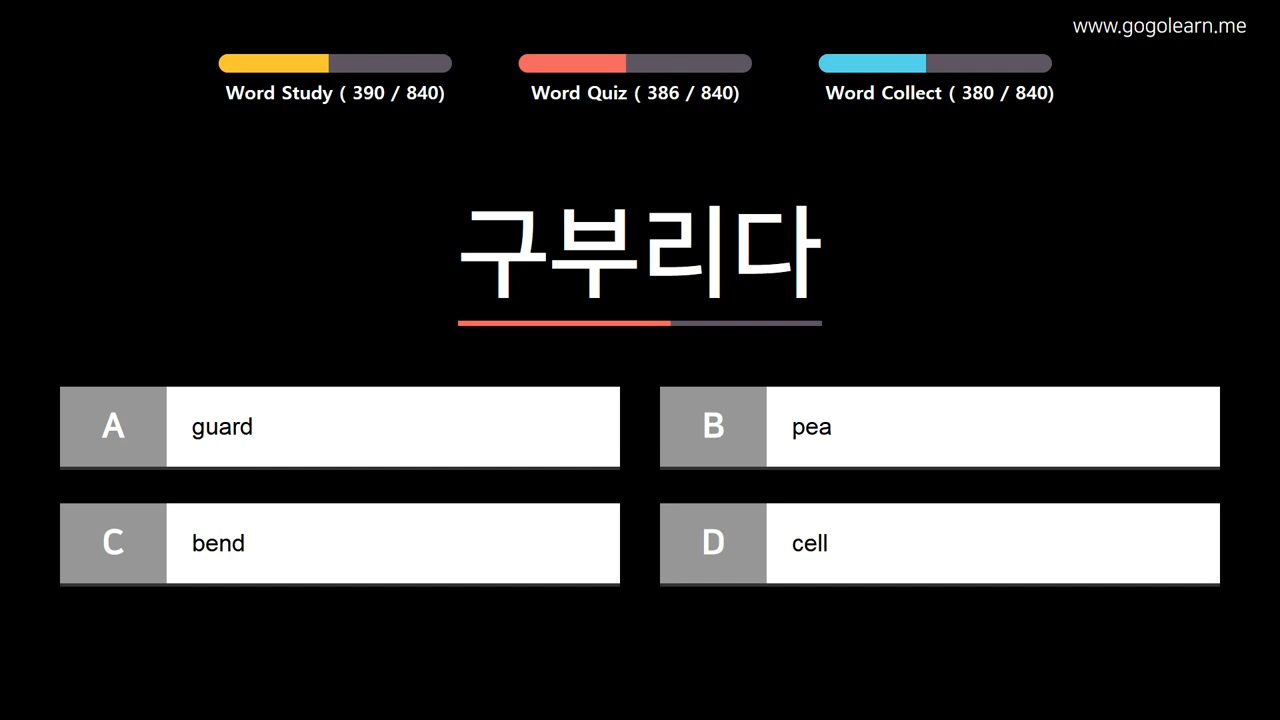 www.gogolearn.me
Word Study ( 390 / 840)
Word Quiz ( 386 / 840)
Word Collect ( 380 / 840)
구부리다
A guard
B pea
C bend
D cell